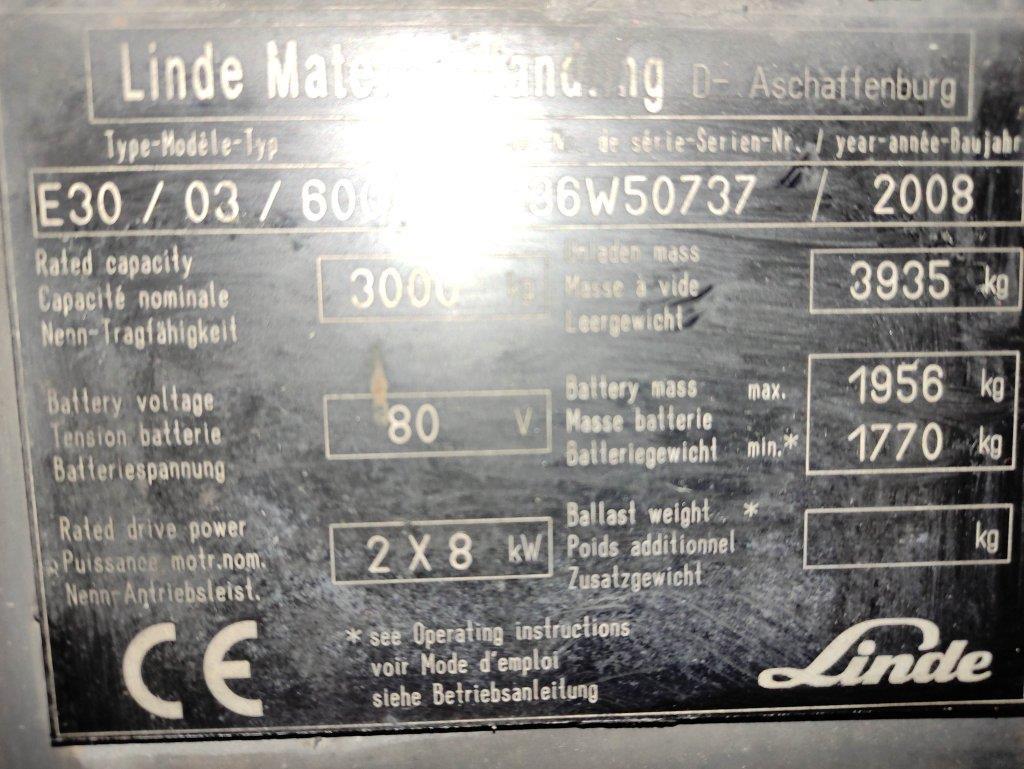 Linde D- Aschaffenburg
Type-Modèle-Typ de série-Serien-Nr. / year-année-Baujahr
E30 / 03 / 36W50737 / 2008
Rated capacity
Capacité nominale
Nenn-Tragfähigkeit
3000 kg
Unladen mass
Masse à vide
Leergewicht
3935 kg
Battery voltage
Tension batterie
Batteriespannung
80 V
Battery mass max. 1956 kg
Masse batterie
Batteriegewicht min.* 1770 kg
Rated drive power
Puissance motr.nom.
Nenn-Antriebsleist.
2 X 8 kW
Ballast weight *
Poids additionnel
Zusatzgewicht
kg
CE
* see Operating instructions
voir Mode d'emploi
siehe Betriebsanleitung
Linde